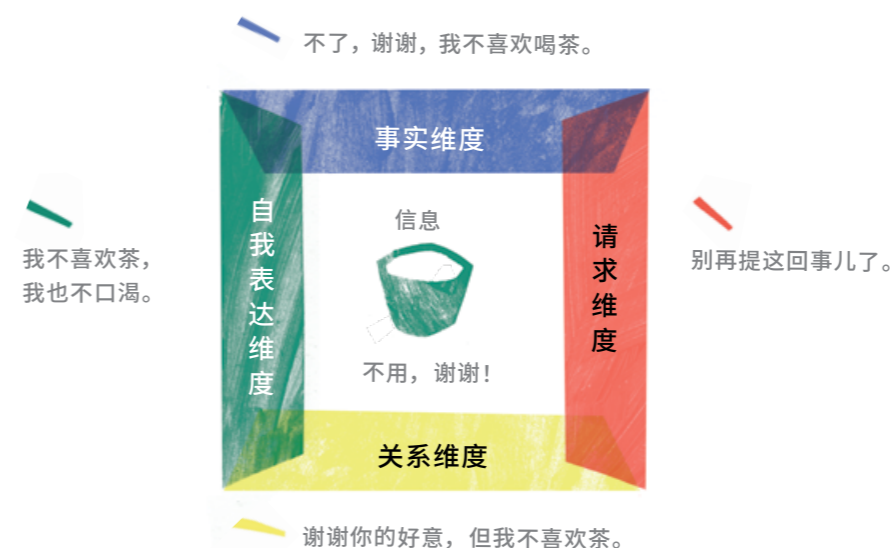 不了，谢谢，我不喜欢喝茶。
事实维度
自我表达维度
信息
请求维度
我不喜欢茶，
我也不口渴。
别再提这回事儿了。
不用，谢谢！
关系维度
谢谢你的好意，但我不喜欢茶。